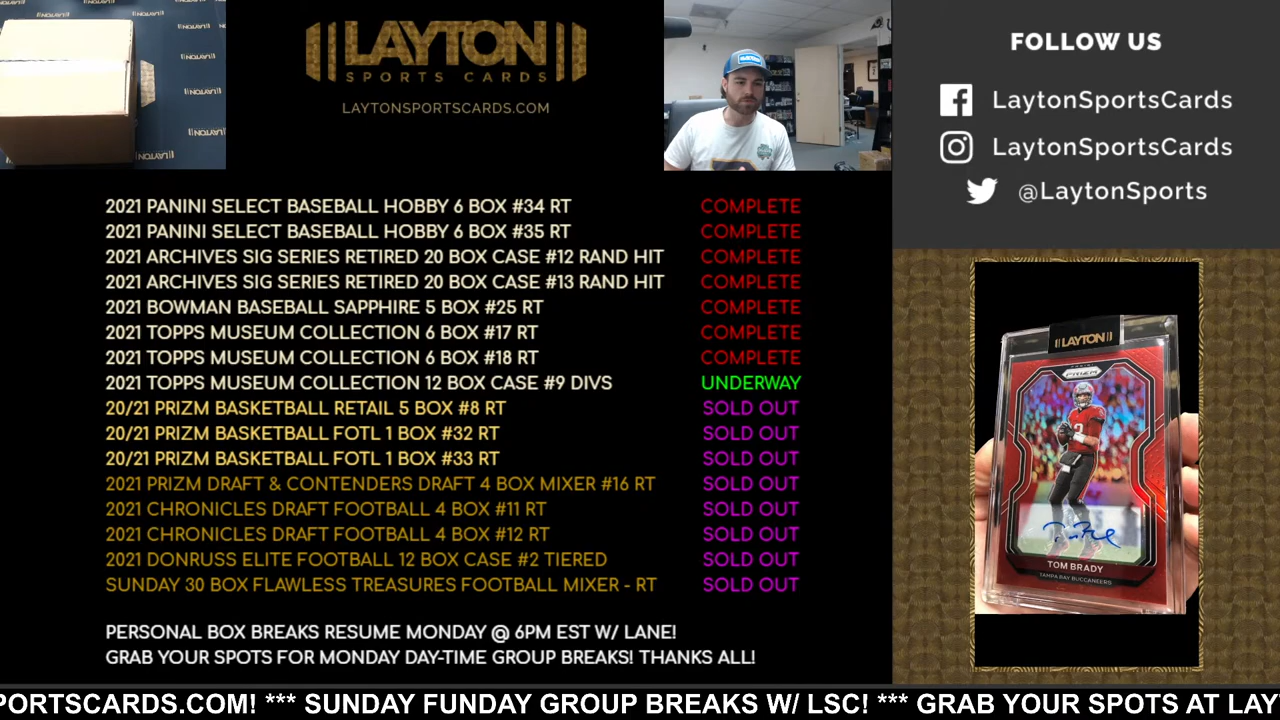 LAYTON
SPORTS CARDS
LAYTONSPORTSCARDS.COM
LAYTON
FOLLOW US
LaytonSportsCards
LaytonSportsCards
@LaytonSports
2021 PANINI SELECT BASEBALL HOBBY 6 BOX #34 RT COMPLETE
2021 PANINI SELECT BASEBALL HOBBY 6 BOX #35 RT COMPLETE
2021 ARCHIVES SIG SERIES RETIRED 20 BOX CASE #12 RAND HIT COMPLETE
2021 ARCHIVES SIG SERIES RETIRED 20 BOX CASE #13 RAND HIT COMPLETE
2021 BOWMAN BASEBALL SAPPHIRE 5 BOX #25 RT COMPLETE
2021 TOPPS MUSEUM COLLECTION 6 BOX #17 RT COMPLETE
2021 TOPPS MUSEUM COLLECTION 6 BOX #18 RT COMPLETE
2021 TOPPS MUSEUM COLLECTION 12 BOX CASE #9 DIVS UNDERWAY
20/21 PRIZM BASKETBALL RETAIL 5 BOX #8 RT SOLD OUT
20/21 PRIZM BASKETBALL FOTL 1 BOX #32 RT SOLD OUT
20/21 PRIZM BASKETBALL FOTL 1 BOX #33 RT SOLD OUT
2021 PRIZM DRAFT & CONTENDERS DRAFT 4 BOX MIXER #16 RT SOLD OUT
2021 CHRONICLES DRAFT FOOTBALL 4 BOX #11 RT SOLD OUT
2021 CHRONICLES DRAFT FOOTBALL 4 BOX #12 RT SOLD OUT
2021 DONRUSS ELITE FOOTBALL 12 BOX CASE #2 TIERED SOLD OUT
SUNDAY 30 BOX FLAWLESS TREASURES FOOTBALL MIXER - RT SOLD OUT
PERSONAL BOX BREAKS RESUME MONDAY @ 6PM EST W/ LANE!
GRAB YOUR SPOTS FOR MONDAY DAY-TIME GROUP BREAKS! THANKS ALL!
LAYTON
PRIZM
TOM BRADY
TAMPA BAY BUCCANEERS
PORTSCARDS.COM! *** SUNDAY FUNDAY GROUP BREAKS W/ LSC! *** GRAB YOUR SPOTS AT LAY